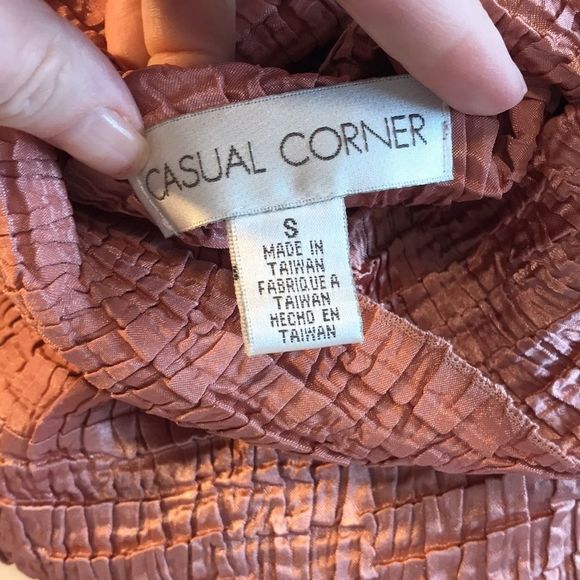 CASUAL CORNER
S
MADE IN
TAIWAN
FABRIQUE A
TAIWAN
HECHO EN
TAIWAN